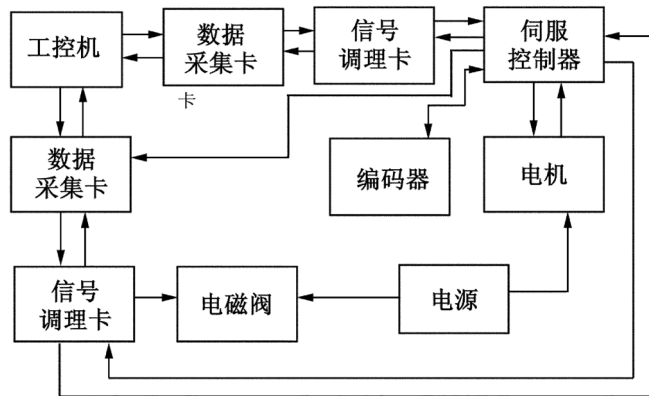 工控机
数据
采集卡
信号
调理卡
伺服
控制器
卡
数据
采集卡
编码器
电机
信号
调理卡
电磁阀
电源